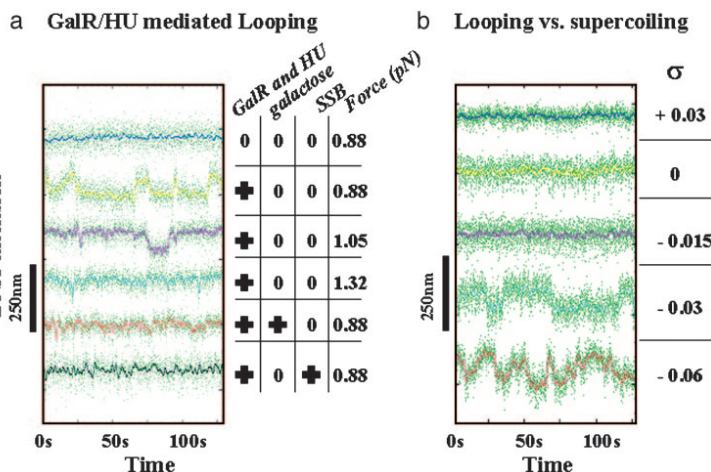 a GalR/HU mediated Looping
GalR and HU
galactose
SSB
Force (pN)
0 0 0 0.88
✚ 0 0 0.88
✚ 0 0 1.05
✚ 0 0 1.32
✚ ✚ 0 0.88
✚ 0 ✚ 0.88
250nm
0s 50s 100s
Time
b Looping vs. supercoiling
σ
+ 0.03
0
- 0.015
- 0.03
- 0.06
250nm
0s 50s 100s
Time